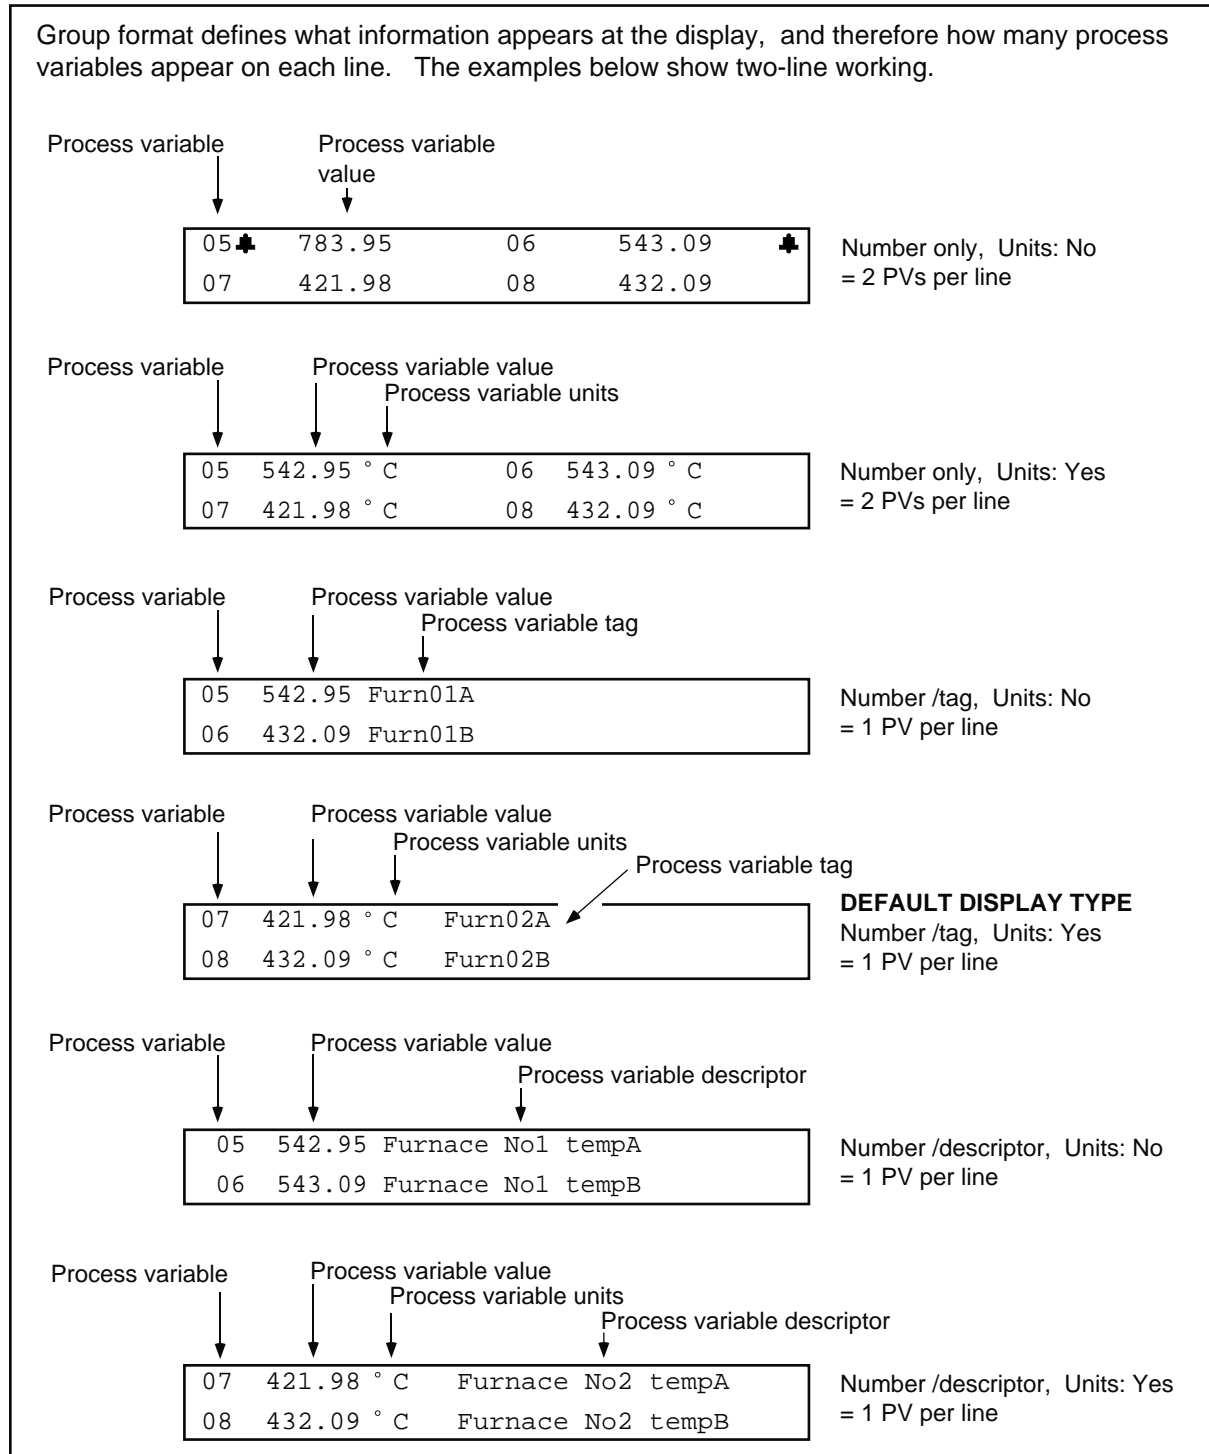 Group format defines what information appears at the display, and therefore how many process
variables appear on each line. The examples below show two-line working.
Process variable Process variable
value
05 783.95 06 543.09
07 421.98 08 432.09
Number only, Units: No
= 2 PVs per line
Process variable Process variable value
Process variable units
05 542.95 °C 06 543.09 °C
07 421.98 °C 08 432.09 °C
Number only, Units: Yes
= 2 PVs per line
Process variable Process variable value
Process variable tag
05 542.95 Furn01A
06 432.09 Furn01B
Number /tag, Units: No
= 1 PV per line
Process variable Process variable value
Process variable units
Process variable tag
07 421.98 °C Furn02A
08 432.09 °C Furn02B
DEFAULT DISPLAY TYPE
Number /tag, Units: Yes
= 1 PV per line
Process variable Process variable value
Process variable descriptor
05 542.95 Furnace No1 tempA
06 543.09 Furnace No1 tempB
Number /descriptor, Units: No
= 1 PV per line
Process variable Process variable value
Process variable units
Process variable descriptor
07 421.98 °C Furnace No2 tempA
08 432.09 °C Furnace No2 tempB
Number /descriptor, Units: Yes
= 1 PV per line